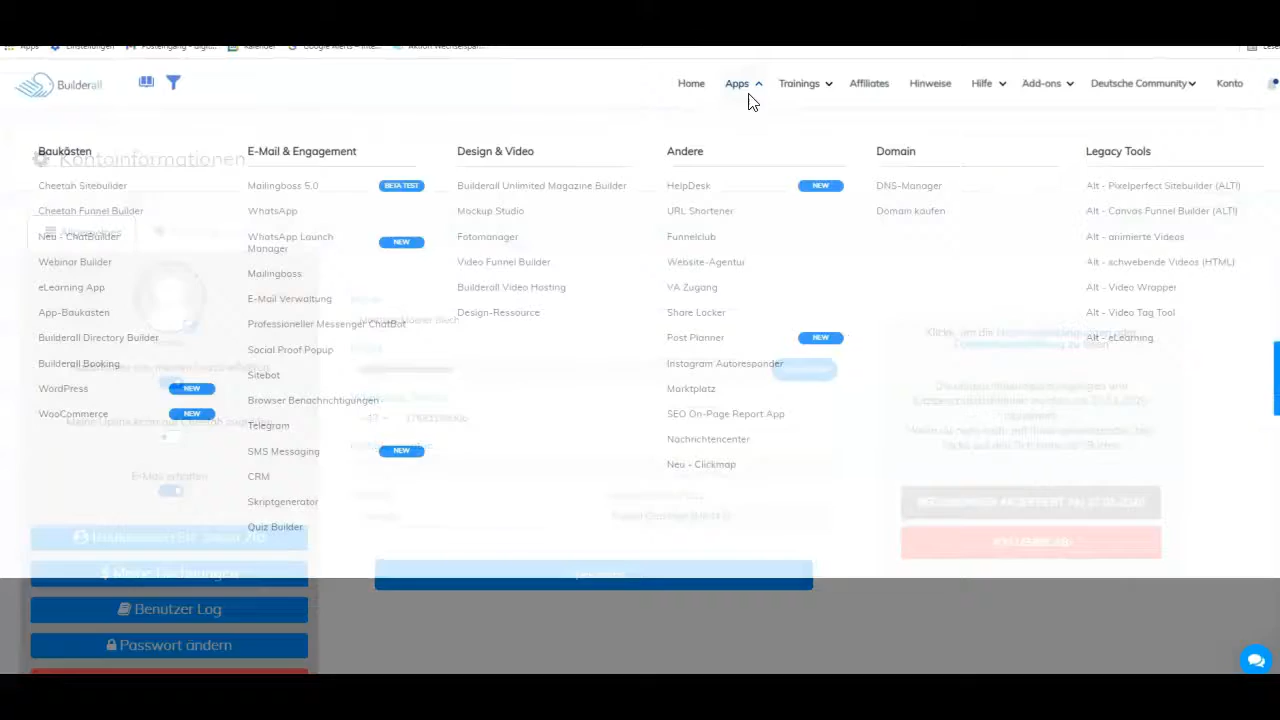 Apps
Einstellungen
Kalender
Builderall
Home
Apps
Trainings
Affiliates
Hinweise
Hilfe
Add-ons
Deutsche Community
Konto
Kontoinformationen
Baukösten
Cheetah Sitebuilder
Cheetah Funnel Builder
Neu - ChatBuilder
Webinar Builder
eLearning App
App-Baukasten
Builderall Directory Builder
Builderall Booking
WordPress NEW
WooCommerce NEW
E-Mail & Engagement
Mailingboss 5.0 BETA TEST
WhatsApp
WhatsApp Launch
Manager NEW
Mailingboss
E-Mail Verwaltung
Professioneller Messenger ChatBot
Social Proof Popup
Sitebot
Browser Benachrichtigungen
Telegram
SMS Messaging NEW
CRM
Skriptgenerator
Quiz Builder
Design & Video
Builderall Unlimited Magazine Builder
Mockup Studio
Fotomanager
Video Funnel Builder
Builderall Video Hosting
Design-Ressource
Andere
HelpDesk NEW
URL Shortener
Funnelclub
Website-Agentur
VA Zugang
Share Locker
Post Planner NEW
Instagram Autoresponder
Marktplatz
SEO On-Page Report App
Nachrichtencenter
Neu - Clickmap
Domain
DNS-Manager
Domain kaufen
Legacy Tools
Alt - Pixelperfect Sitebuilder (ALT!)
Alt - Canvas Funnel Builder (ALT!)
Alt - animierte Videos
Alt - schwebende Videos (HTML)
Alt - Video Wrapper
Alt - Video Tag Tool
Alt - eLearning
E-Mail erhalten
Benutzer Log
Passwort ändern